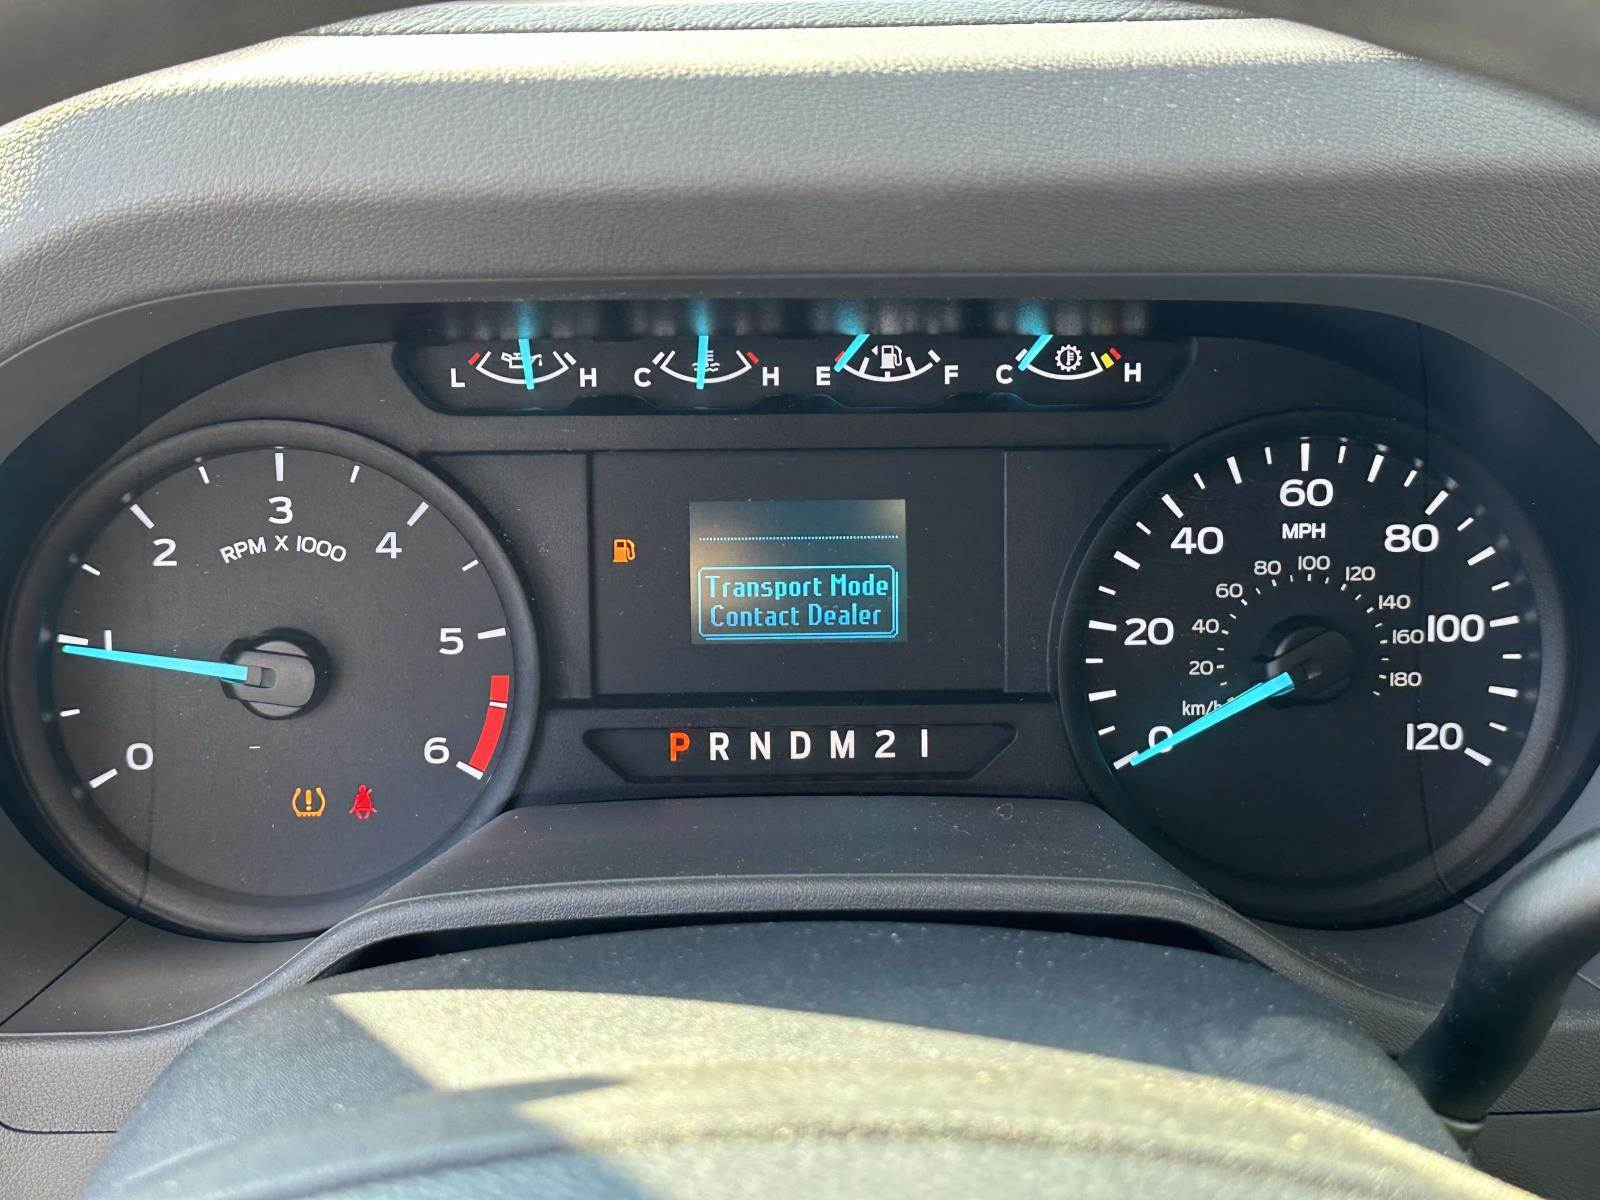 L H C H E F C H
3
2 4
RPM X 1000
1 5
0 6
Transport Mode
Contact Dealer
P R N D M 2 1
60
MPH
40 80
20 100
0 120
80 100 120
60 140
40 160
20 180
km/h